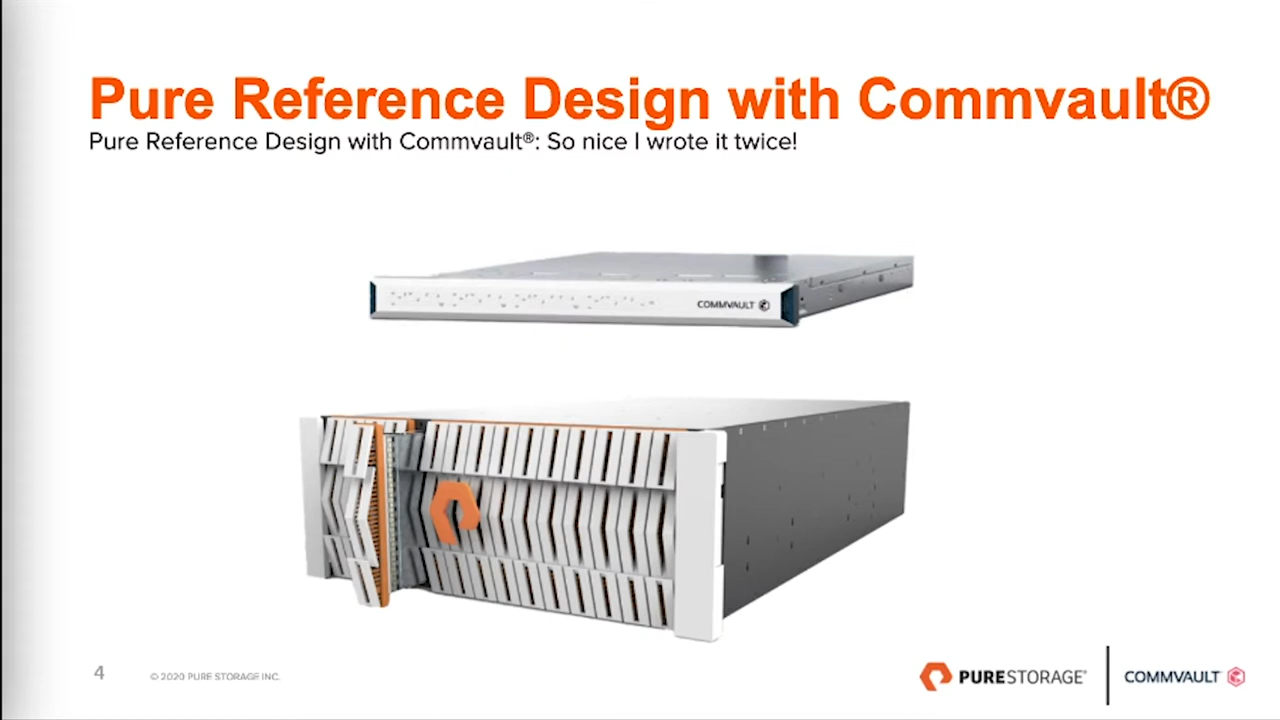 Pure Reference Design with Commvault®
Pure Reference Design with Commvault®: So nice I wrote it twice!
COMMVAULT
4
© 2020 PURE STORAGE INC.
PURESTORAGE®
COMMVAULT